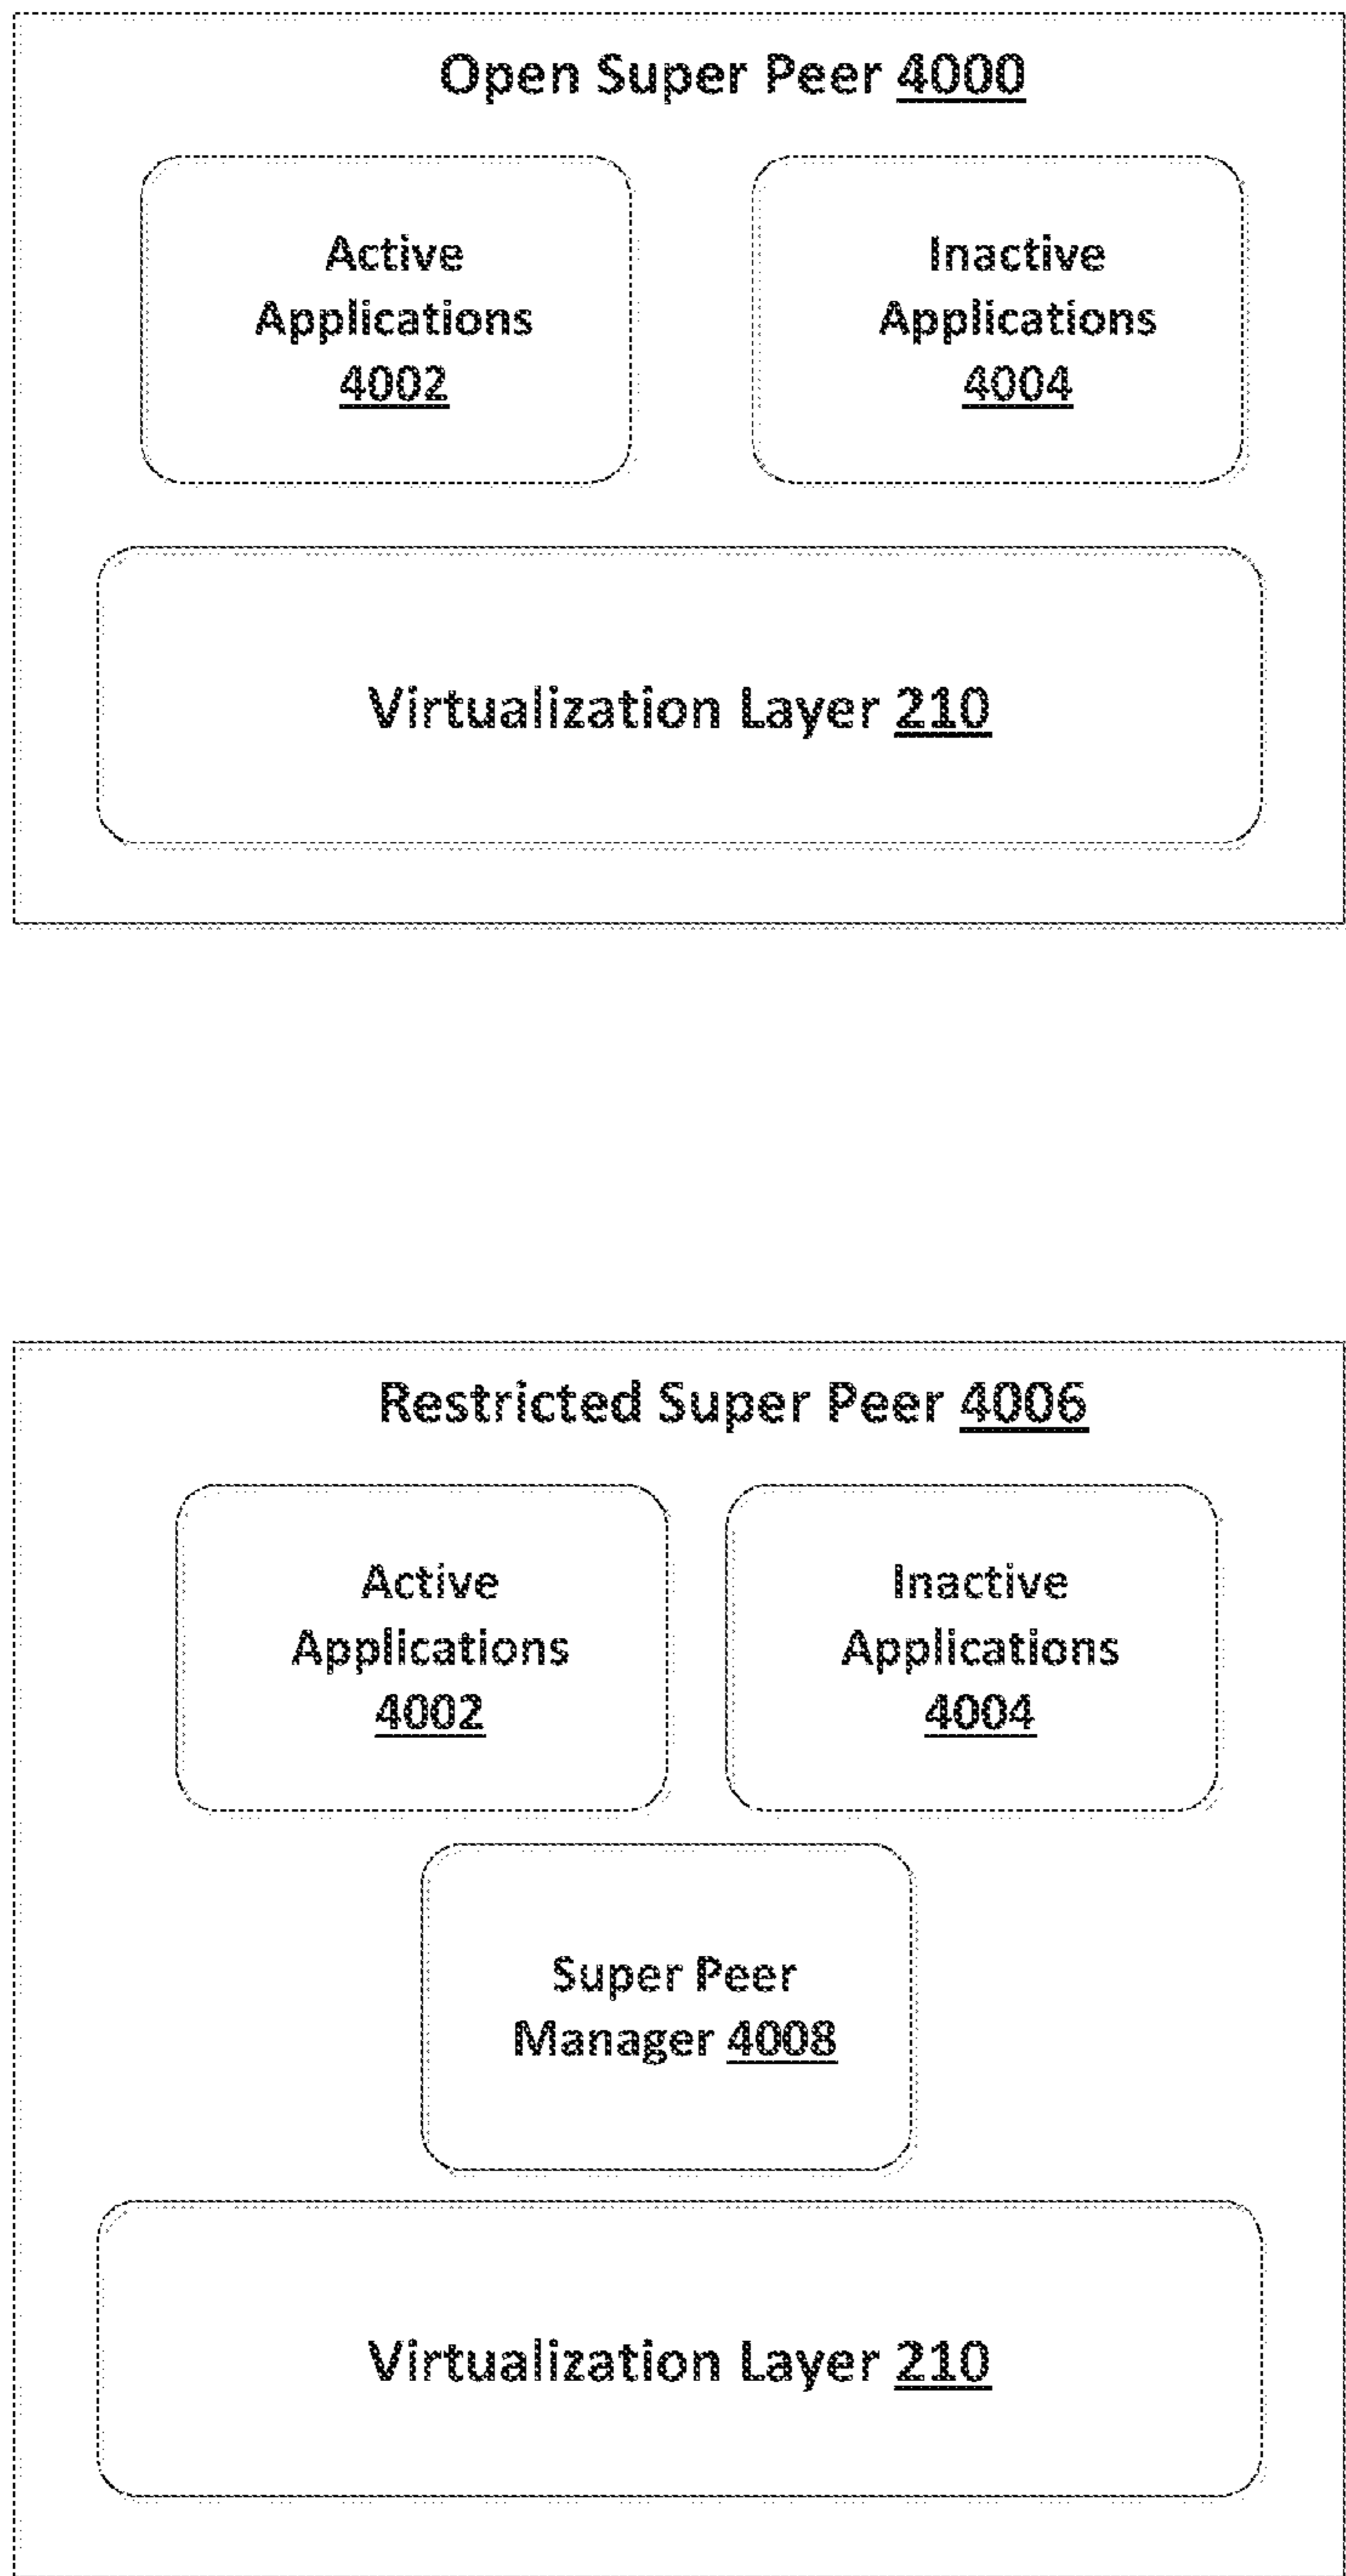 Open Super Peer 4000
Active
Applications
4002
Inactive
Applications
4004
Virtualization Layer 210
Restricted Super Peer 4006
Active
Applications
4002
Inactive
Applications
4004
Super Peer
Manager 4008
Virtualization Layer 210